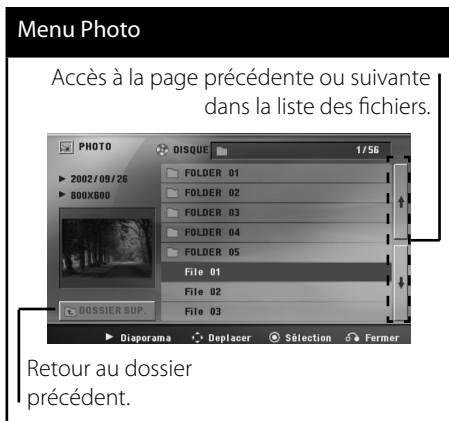 Menu Photo
Accès à la page précédente ou suivante
dans la liste des fichiers.
PHOTO
DISQUE
1/56
2002/09/26
800X600
FOLDER 01
FOLDER 02
FOLDER 03
FOLDER 04
FOLDER 05
File 01
File 02
File 03
DOSSIER SUP.
Diaporama Deplacer Sélection Fermer
Retour au dossier
précédent.